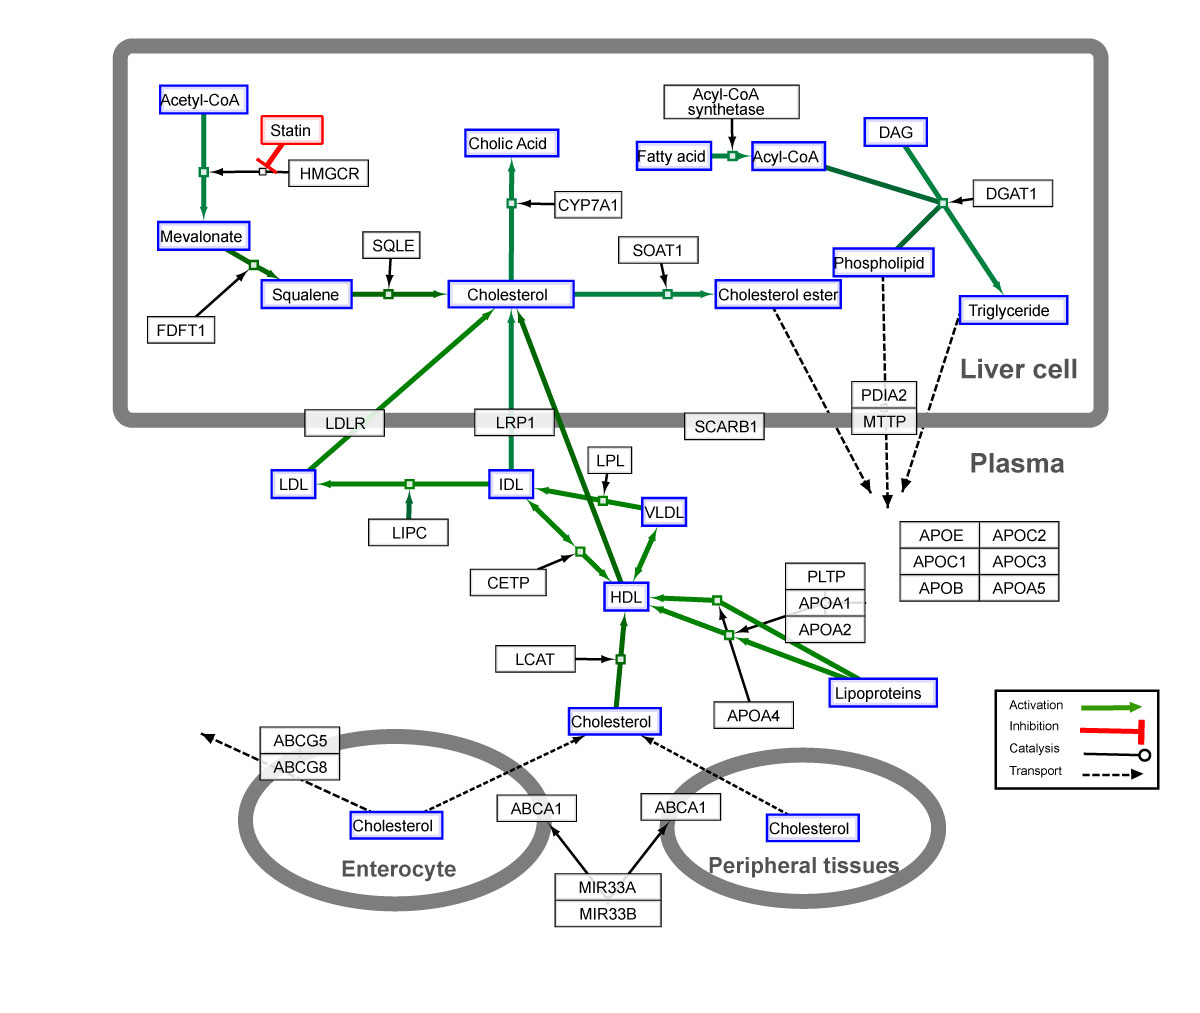 Acetyl-CoA
Statin
HMGCR
Mevalonate
FDFT1
Squalene
SQLE
Cholic Acid
CYP7A1
Cholesterol
SOAT1
Cholesterol ester
Acyl-CoA
synthetase
Fatty acid
Acyl-CoA
DAG
DGAT1
Phospholipid
Triglyceride
Liver cell
PDIA2
MTTP
LDLR
LRP1
SCARB1
Plasma
LDL
IDL
LPL
VLDL
LIPC
CETP
HDL
APOE
APOC2
APOC1
APOC3
APOB
APOA5
PLTP
APOA1
APOA2
LCAT
APOA4
Lipoproteins
Cholesterol
ABCG5
ABCG8
Cholesterol
Enterocyte
ABCA1
ABCA1
Cholesterol
Peripheral tissues
MIR33A
MIR33B
Activation
Inhibition
Catalysis
Transport